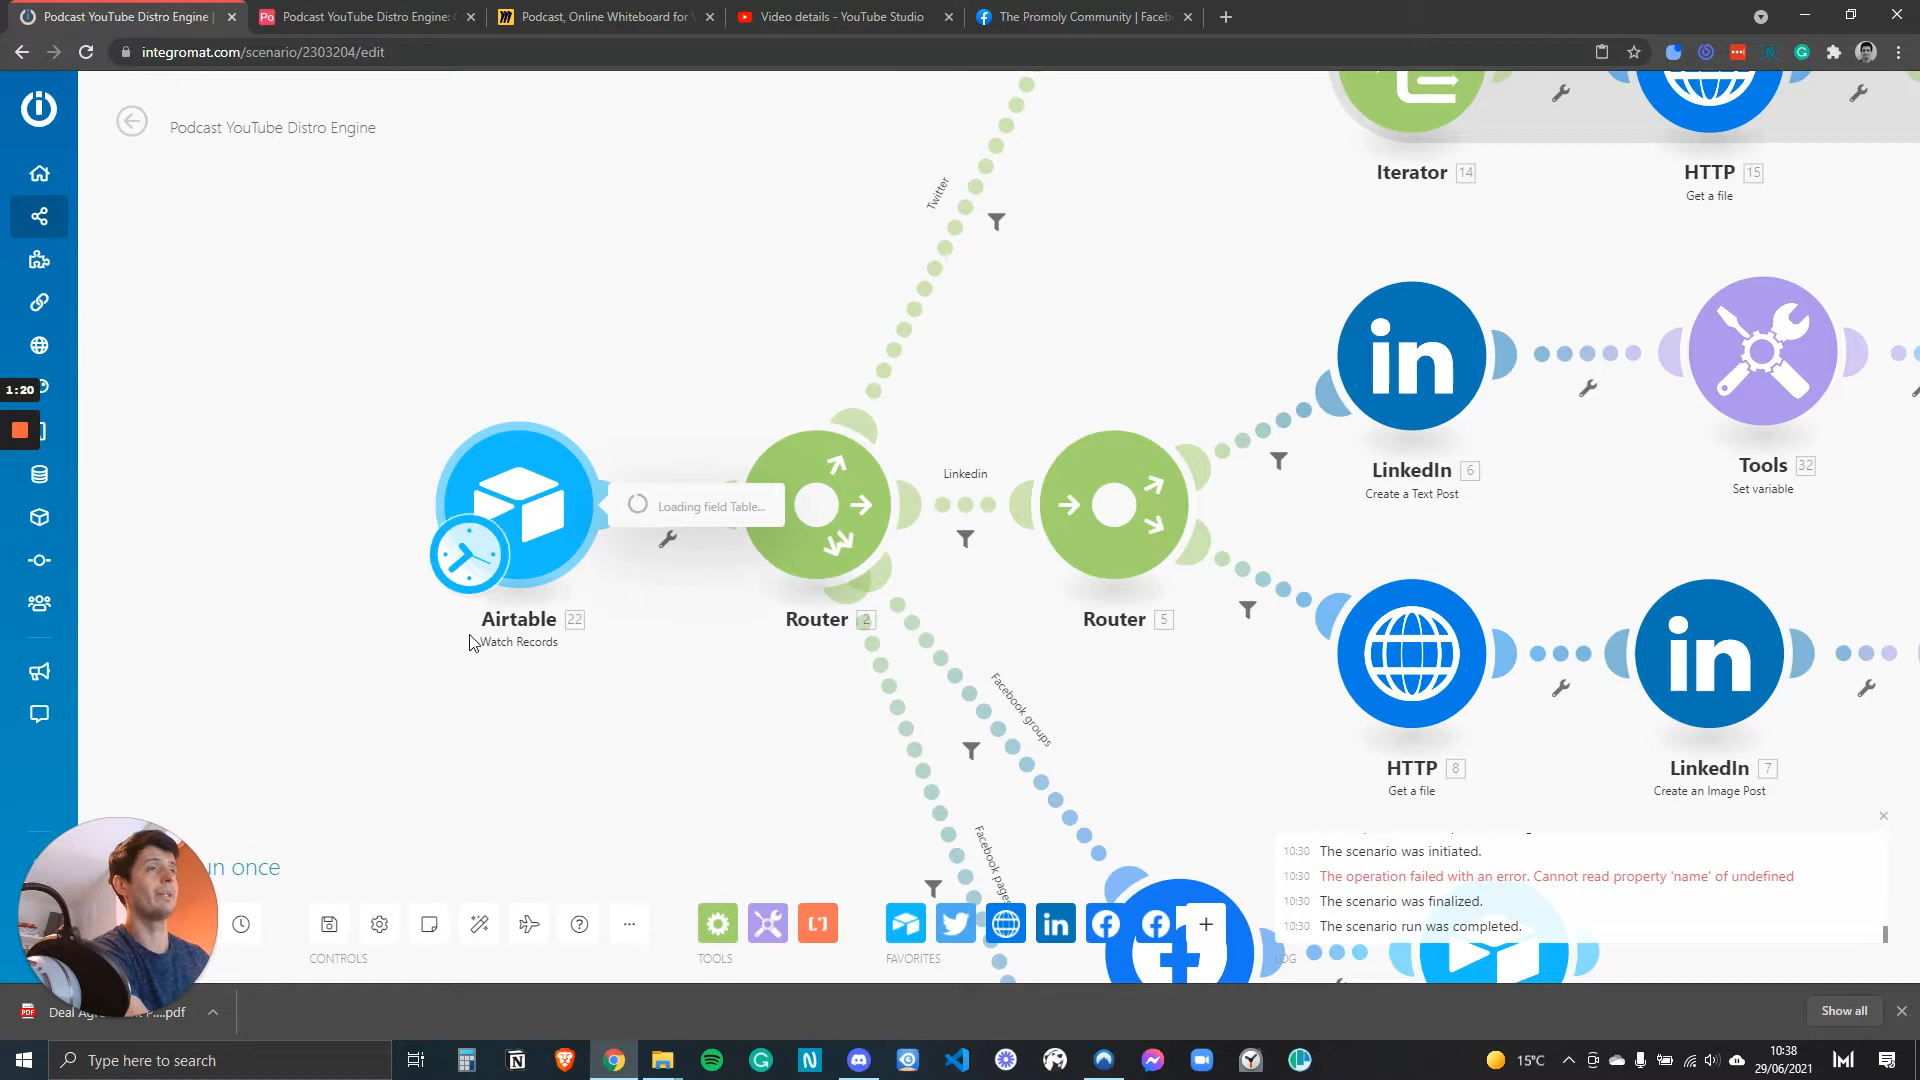 Podcast YouTube Distro Engine |
Podcast YouTube Distro Engine:
Podcast, Online Whiteboard for
Video details - YouTube Studio
The Promoly Community | Faceb
integromat.com/scenario/2303204/edit
Podcast YouTube Distro Engine
Iterator 14
HTTP 15
Get a file
Twitter
1:20
Linkedin
Loading field Table...
LinkedIn 6
Create a Text Post
Tools 32
Set variable
Airtable 22
Watch Records
Router 2
Router 5
Facebook groups
Facebook pages
HTTP 8
Get a file
LinkedIn 7
Create an Image Post
un once
10:30 The scenario was initiated.
10:30 The operation failed with an error. Cannot read property 'name' of undefined
10:30 The scenario was finalized.
10:30 The scenario run was completed.
CONTROLS
TOOLS
FAVORITES
LOG
Deal Ag
P....pdf
Show all
Type here to search
15°C
10:38
29/06/2021